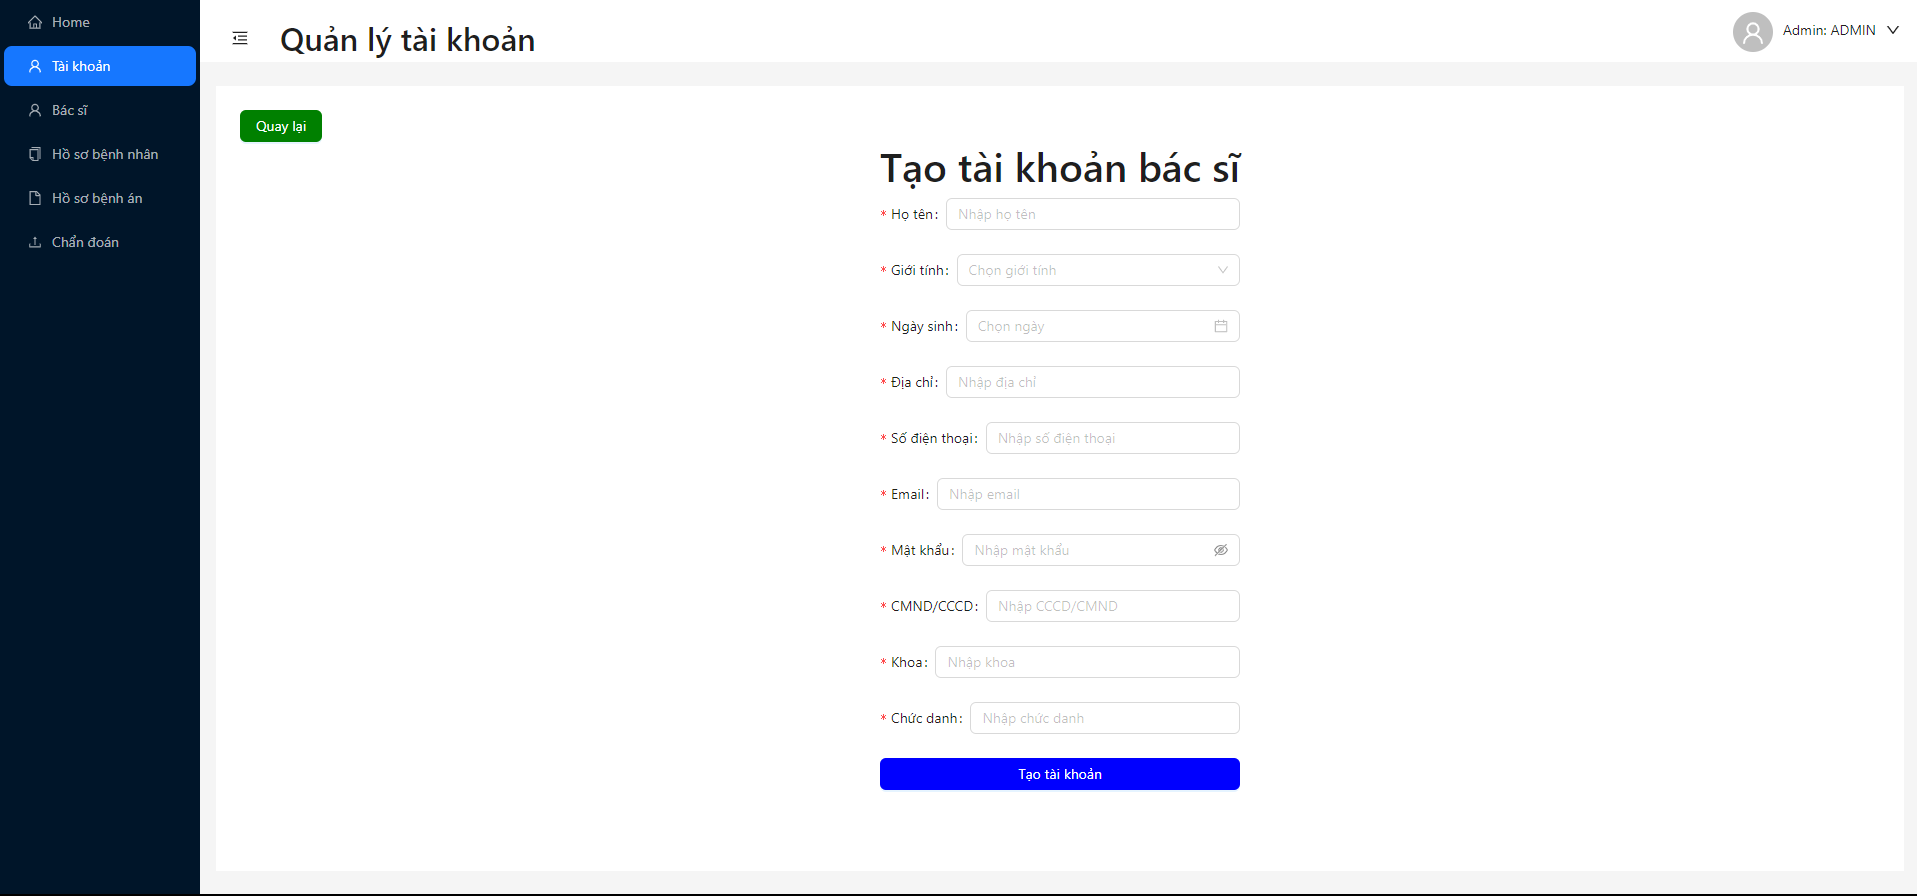 Home
Tài khoản
Bác sĩ
Hồ sơ bệnh nhân
Hồ sơ bệnh án
Chẩn đoán
Quản lý tài khoản
Admin: ADMIN
Quay lại
Tạo tài khoản bác sĩ
* Họ tên: Nhập họ tên
* Giới tính: Chọn giới tính
* Ngày sinh: Chọn ngày
* Địa chỉ: Nhập địa chỉ
* Số điện thoại: Nhập số điện thoại
* Email: Nhập email
* Mật khẩu: Nhập mật khẩu
* CMND/CCCD: Nhập CCCD/CMND
* Khoa: Nhập khoa
* Chức danh: Nhập chức danh
Tạo tài khoản